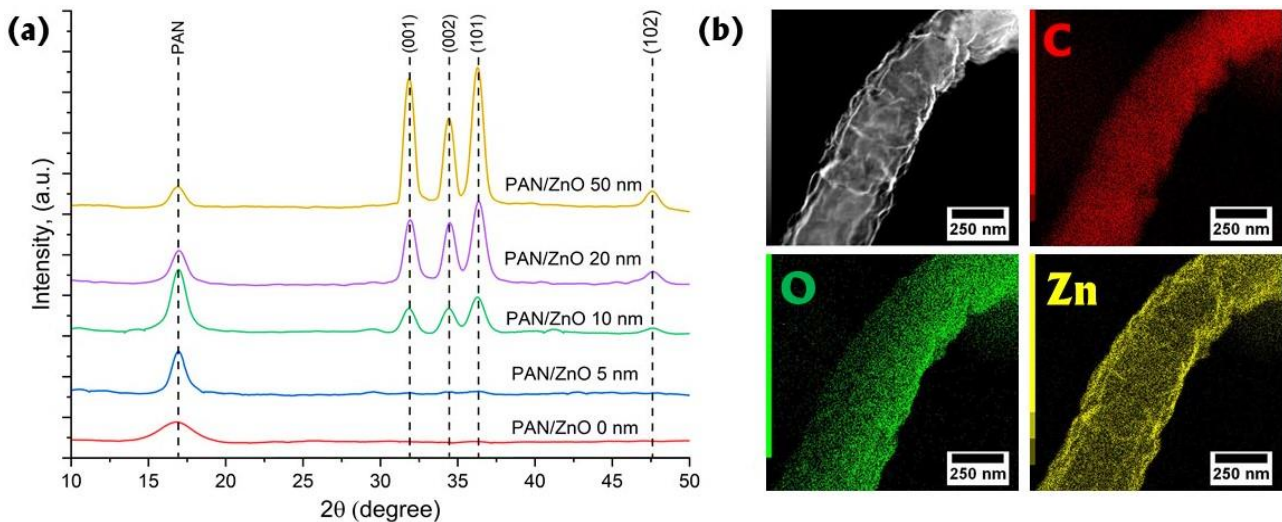 (a)
PAN
(001)
(002)
(101)
(102)
PAN/ZnO 50 nm
PAN/ZnO 20 nm
PAN/ZnO 10 nm
PAN/ZnO 5 nm
PAN/ZnO 0 nm
Intensity, (a.u.)
10 15 20 25 30 35 40 45 50
2θ (degree)
(b)
250 nm
C
250 nm
O
250 nm
Zn
250 nm